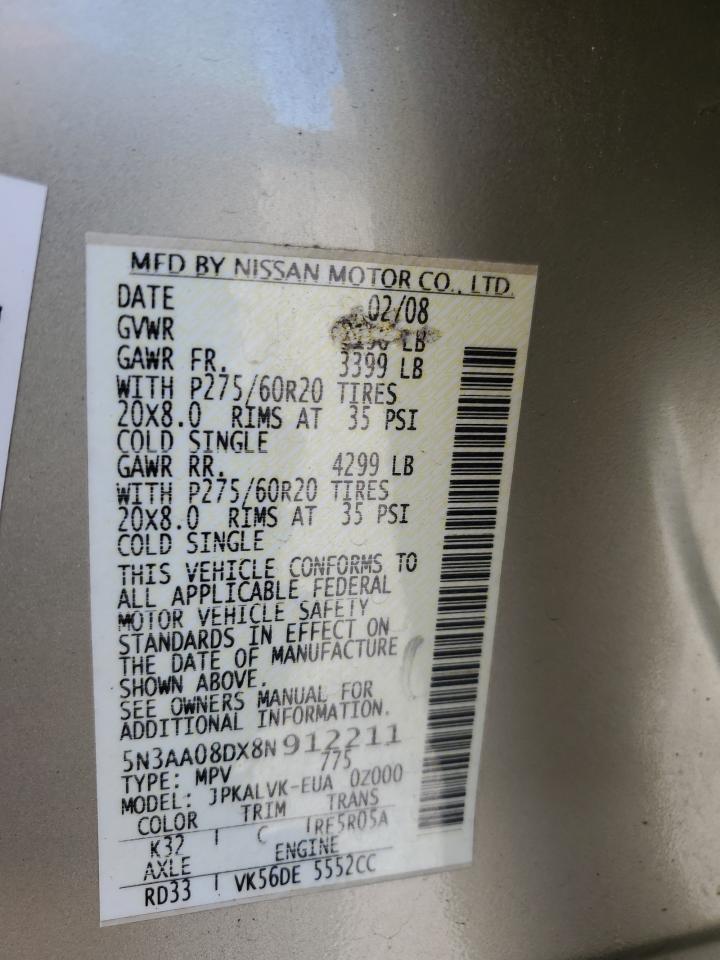 MFD BY NISSAN MOTOR CO., LTD.
DATE 02/08
GVWR LB
GAWR FR. 3399 LB
WITH P275/60R20 TIRES
20X8.0 RIMS AT 35 PSI
COLD SINGLE
GAWR RR. 4299 LB
WITH P275/60R20 TIRES
20X8.0 RIMS AT 35 PSI
COLD SINGLE
THIS VEHICLE CONFORMS TO
ALL APPLICABLE FEDERAL
MOTOR VEHICLE SAFETY
STANDARDS IN EFFECT ON
THE DATE OF MANUFACTURE
SHOWN ABOVE.
SEE OWNERS MANUAL FOR
ADDITIONAL INFORMATION.
5N3AA08DX8N912211
TYPE: MPV 775
MODEL: JPKALVK-EUA 0Z000
COLOR TRIM TRANS
K32 C RE5R05A
AXLE ENGINE
RD33 VK56DE 5552CC